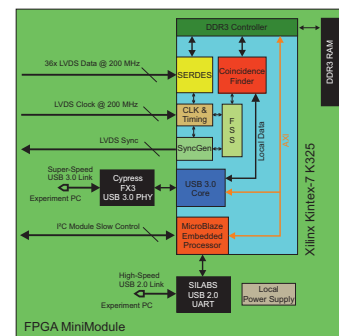 DDR3 Controller
DDR3 RAM
36x LVDS Data @ 200 MHz
SERDES
Coincidence
Finder
LVDS Clock @ 200 MHz
CLK &
Timing
FSS
LVDS Sync
SyncGen
Local Data
AXI
Xilinx Kintex-7 K325
Super-Speed
USB 3.0 Link
Experiment PC
Cypress
FX3
USB 3.0 PHY
USB 3.0
Core
I²C Module Slow Control
MicroBlaze
Embedded
Processor
High-Speed
USB 2.0 Link
Experiment PC
SILABS
USB 2.0
UART
Local
Power Supply
FPGA MiniModule